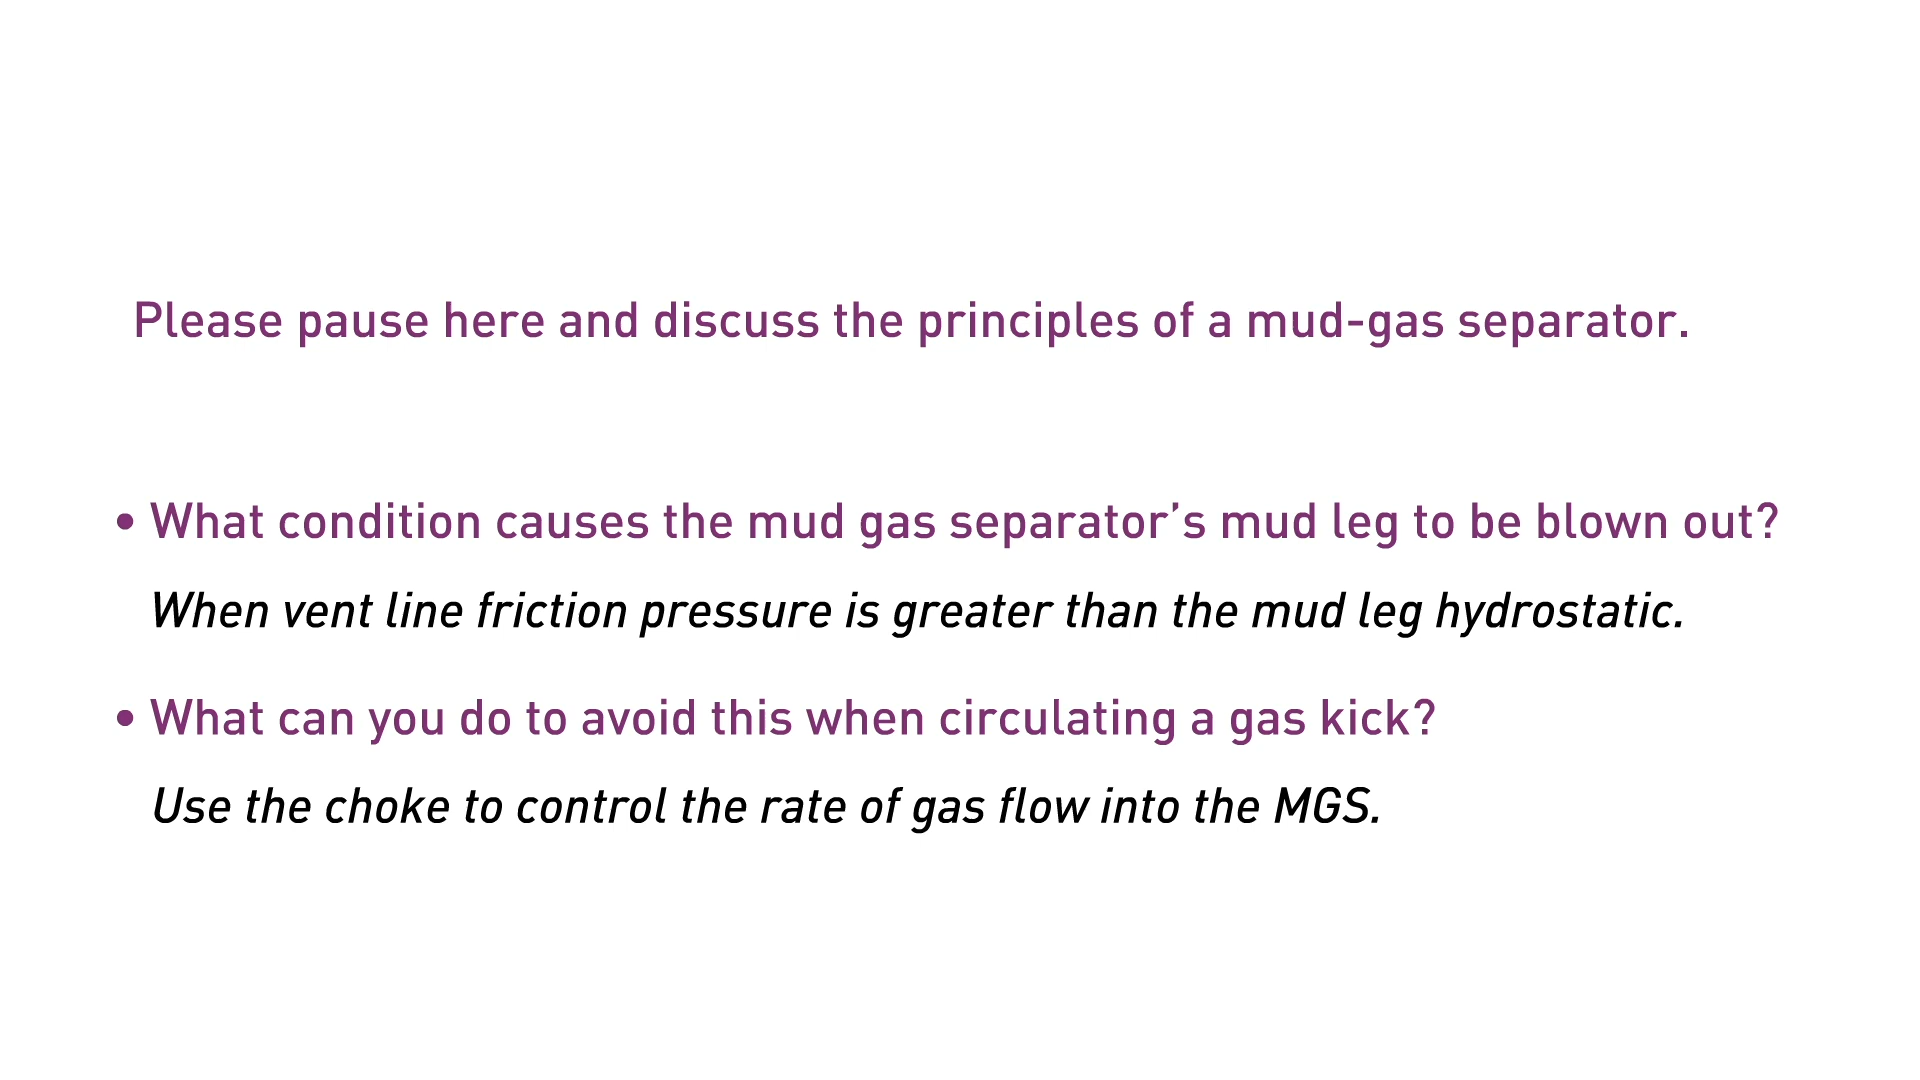 Please pause here and discuss the principles of a mud-gas separator.
• What condition causes the mud gas separator’s mud leg to be blown out?
When vent line friction pressure is greater than the mud leg hydrostatic.
• What can you do to avoid this when circulating a gas kick?
Use the choke to control the rate of gas flow into the MGS.